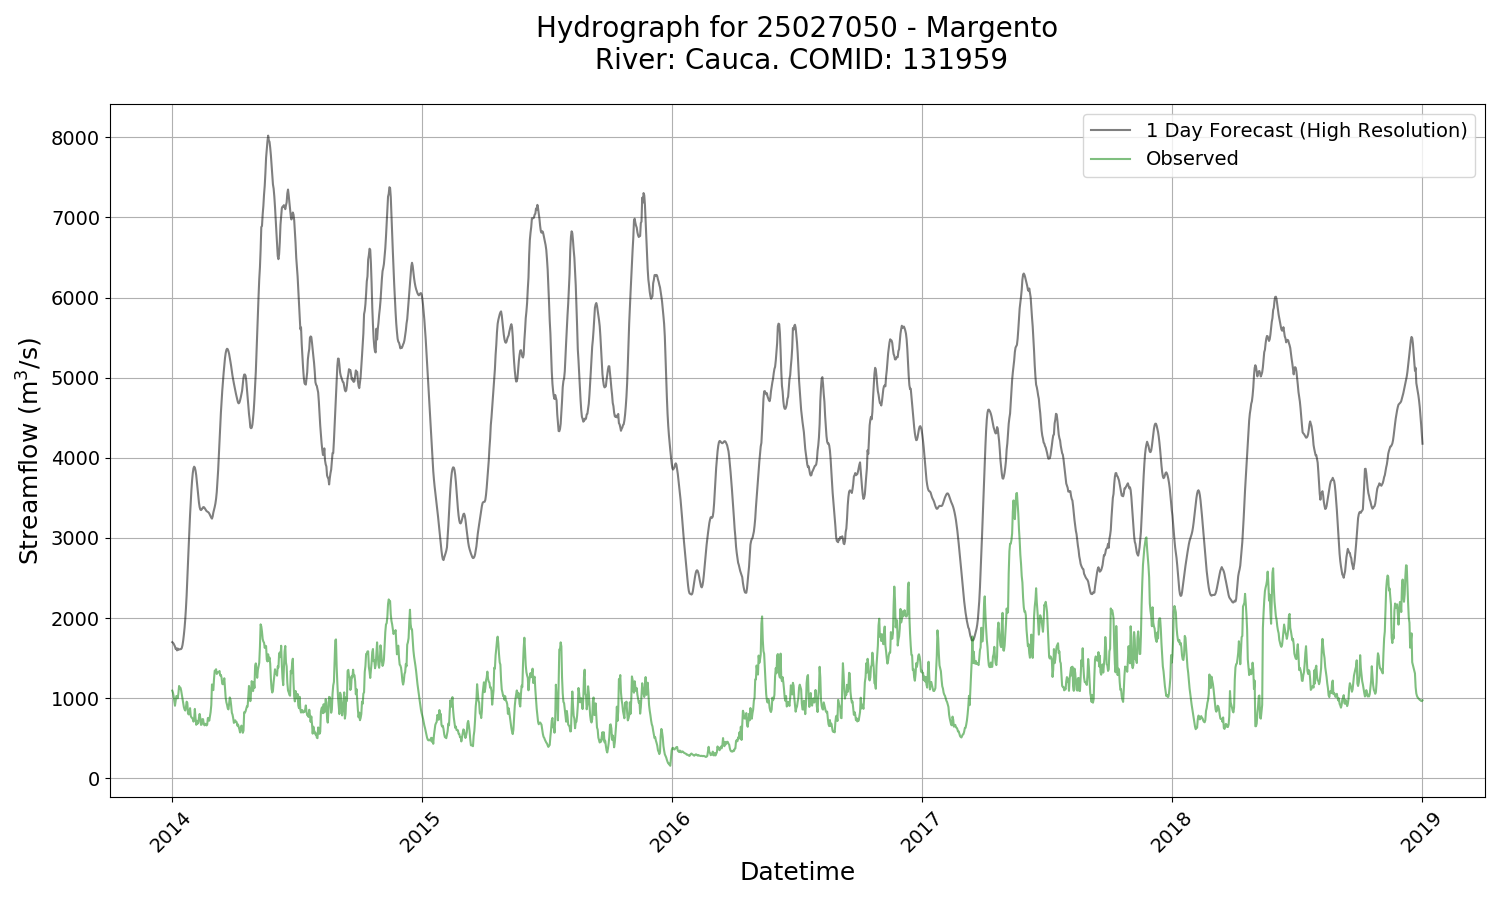 Hydrograph for 25027050 - Margento
River: Cauca. COMID: 131959
1 Day Forecast (High Resolution)
Observed
Streamflow (m³/s)
8000
7000
6000
5000
4000
3000
2000
1000
0
2014
2015
2016
2017
2018
2019
Datetime